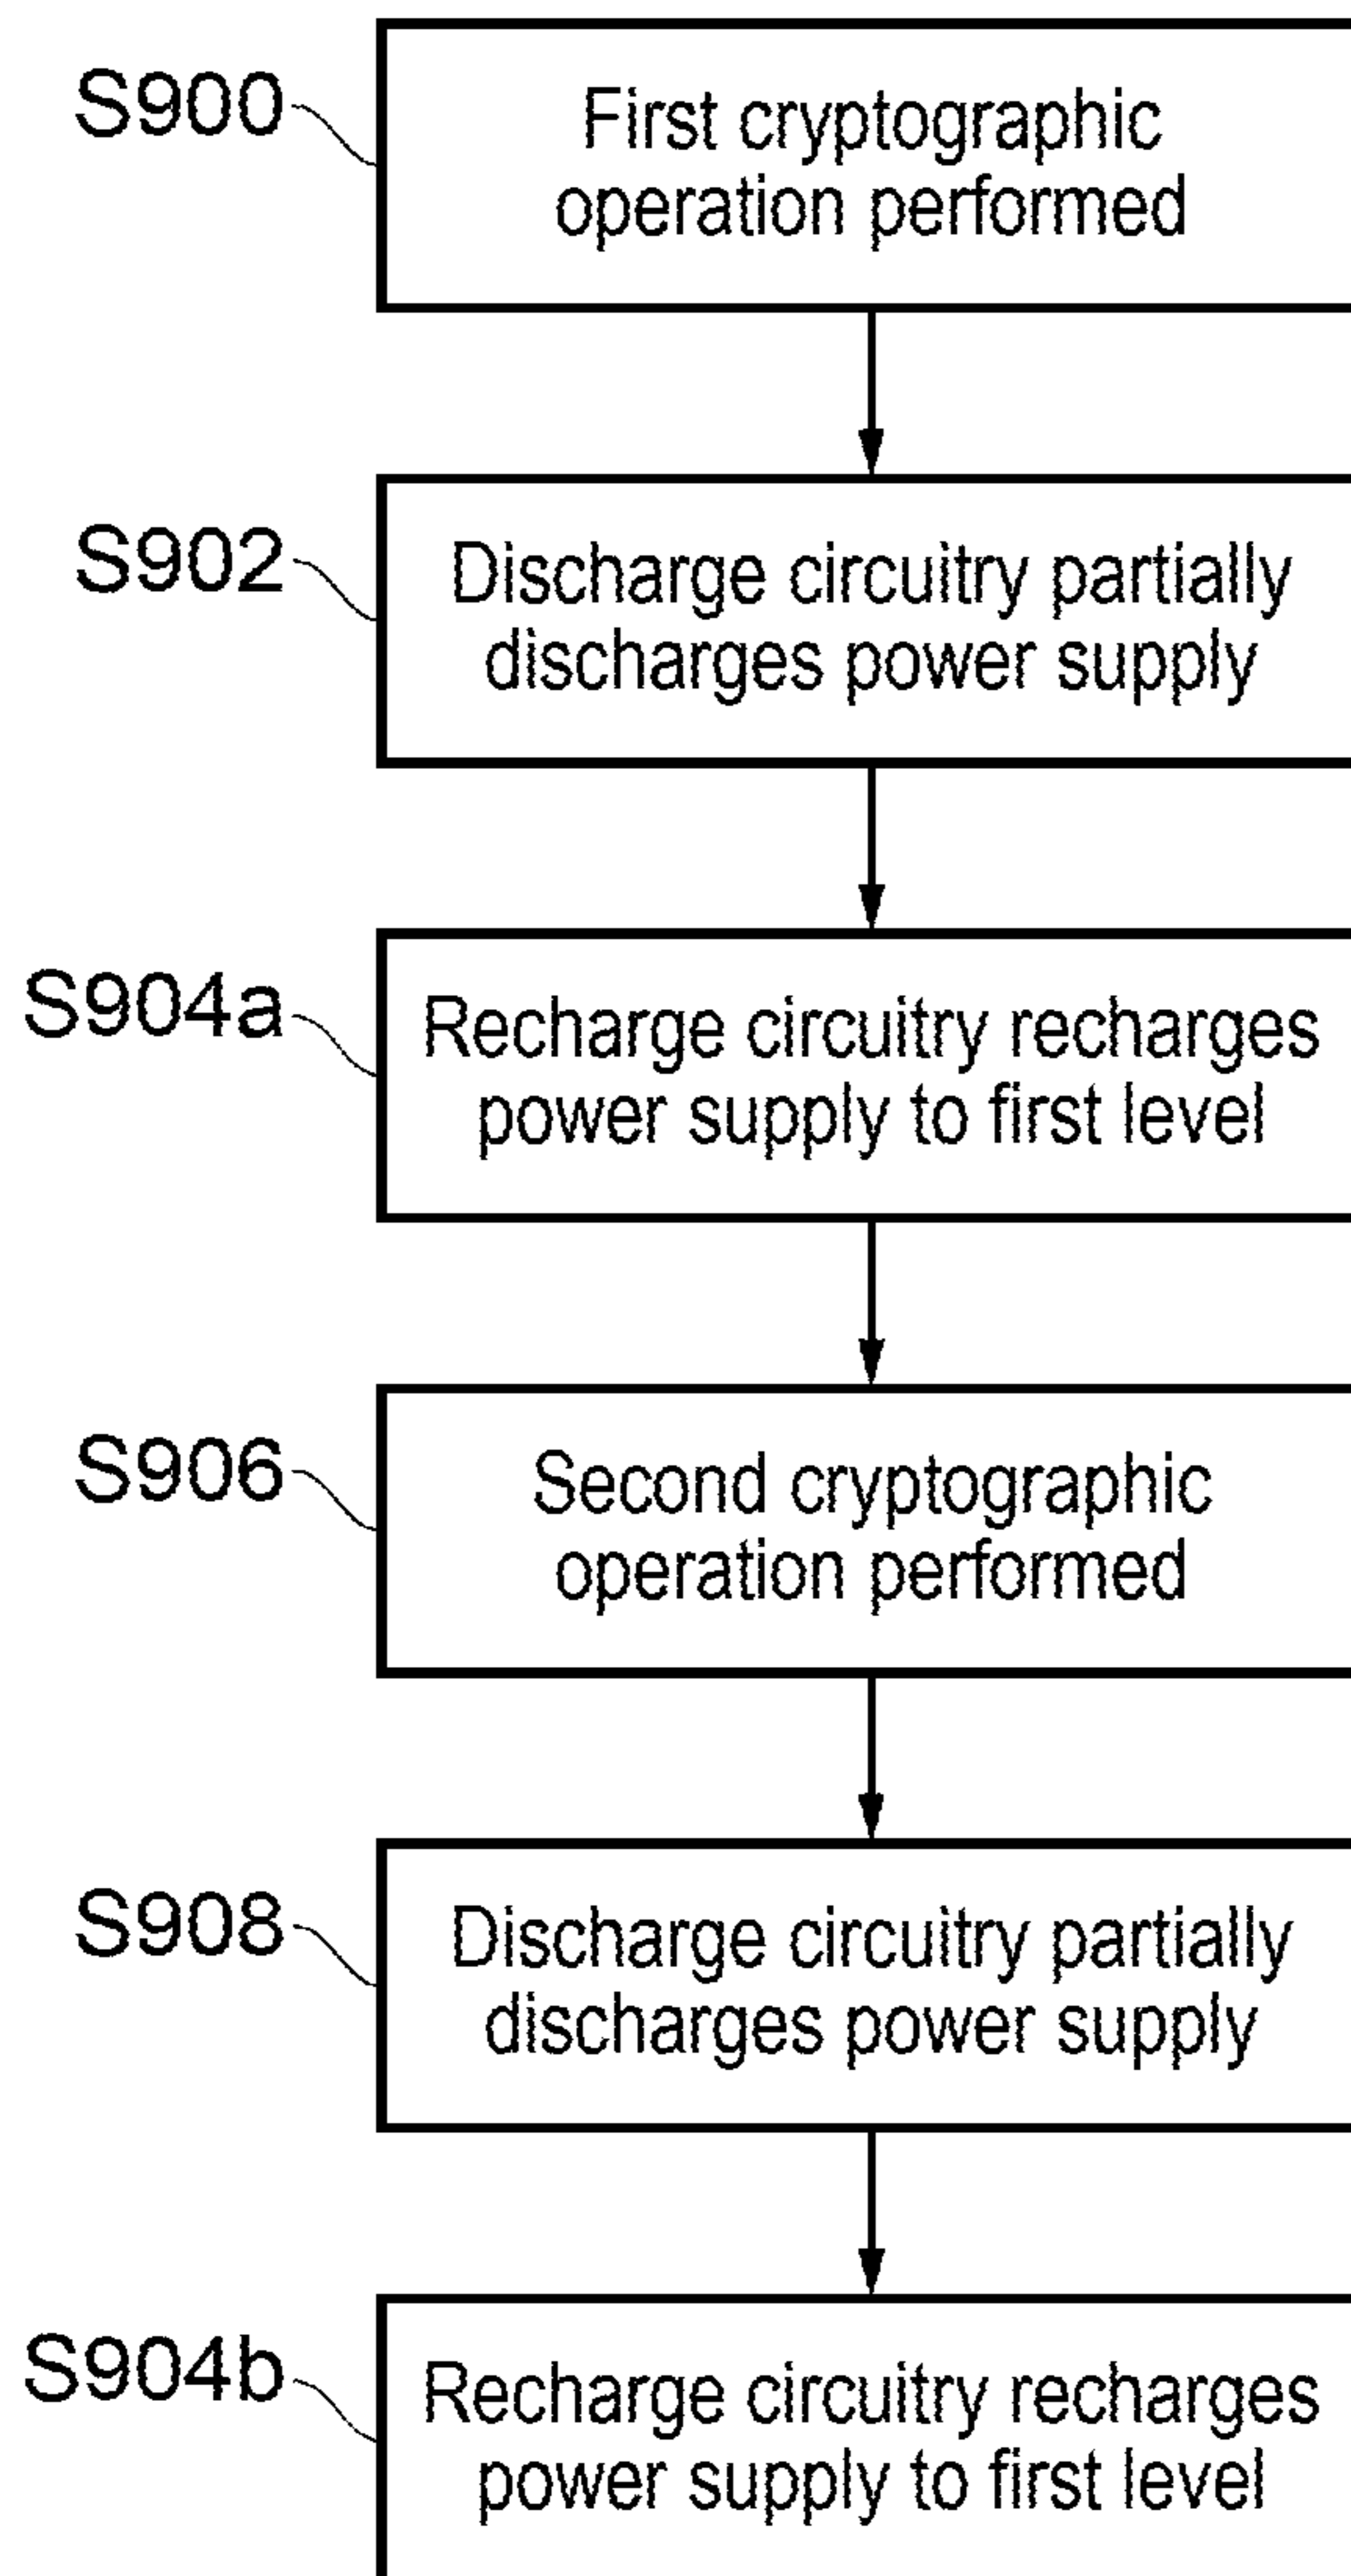 S900
First cryptographic
operation performed
S902
Discharge circuitry partially
discharges power supply
S904a
Recharge circuitry recharges
power supply to first level
S906
Second cryptographic
operation performed
S908
Discharge circuitry partially
discharges power supply
S904b
Recharge circuitry recharges
power supply to first level